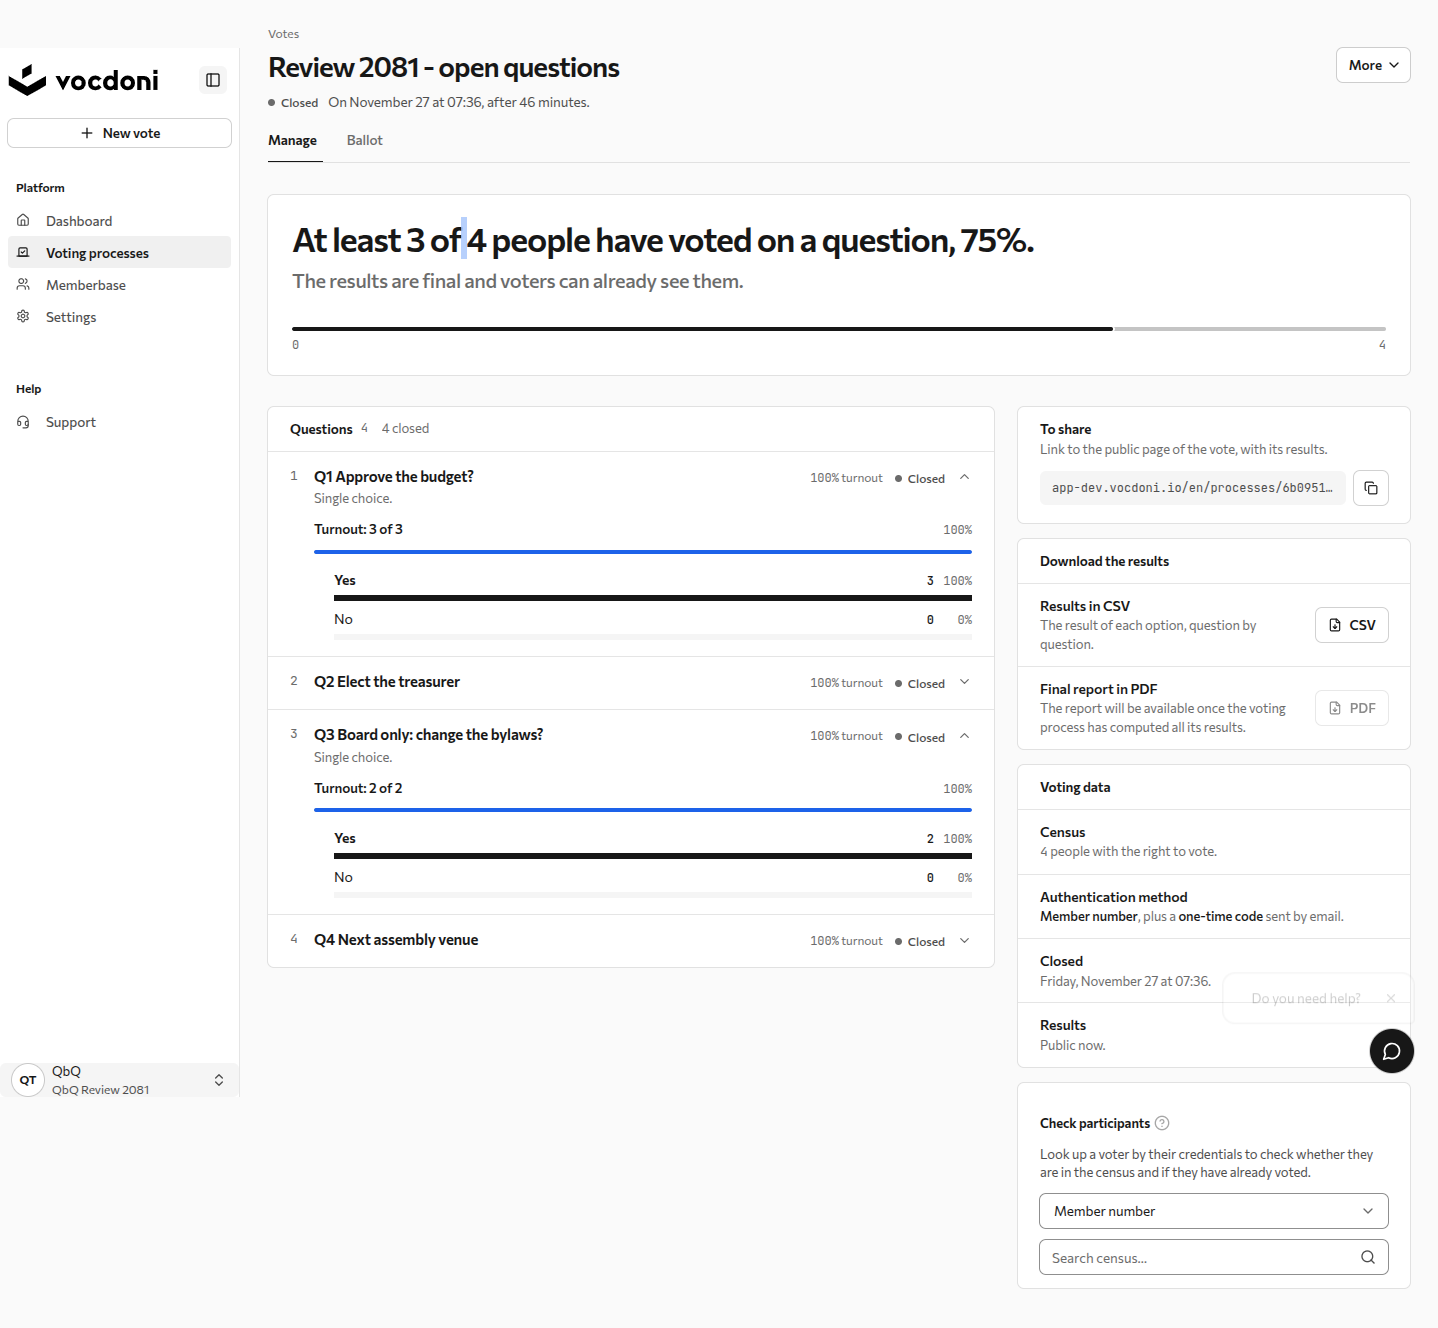 vocdoni
New vote
Platform
Dashboard
Voting processes
Memberbase
Settings
Help
Support
QT
QbQ
QbQ Review 2081
Votes
Review 2081 - open questions
Closed On November 27 at 07:36, after 46 minutes.
More
Manage Ballot
At least 3 of 4 people have voted on a question, 75%.
The results are final and voters can already see them.
0 4
Questions 4 4 closed
1 Q1 Approve the budget? 100% turnout Closed
Single choice.
Turnout: 3 of 3 100%
Yes 3 100%
No 0 0%
2 Q2 Elect the treasurer 100% turnout Closed
3 Q3 Board only: change the bylaws? 100% turnout Closed
Single choice.
Turnout: 2 of 2 100%
Yes 2 100%
No 0 0%
4 Q4 Next assembly venue 100% turnout Closed
To share
Link to the public page of the vote, with its results.
app-dev.vocdoni.io/en/processes/6b0951…
Download the results
Results in CSV
The result of each option, question by
question.
CSV
Final report in PDF
The report will be available once the voting
process has computed all its results.
PDF
Voting data
Census
4 people with the right to vote.
Authentication method
Member number, plus a one-time code sent by email.
Closed
Friday, November 27 at 07:36.
Do you need help?
Results
Public now.
Check participants ?
Look up a voter by their credentials to check whether they
are in the census and if they have already voted.
Member number
Search census...